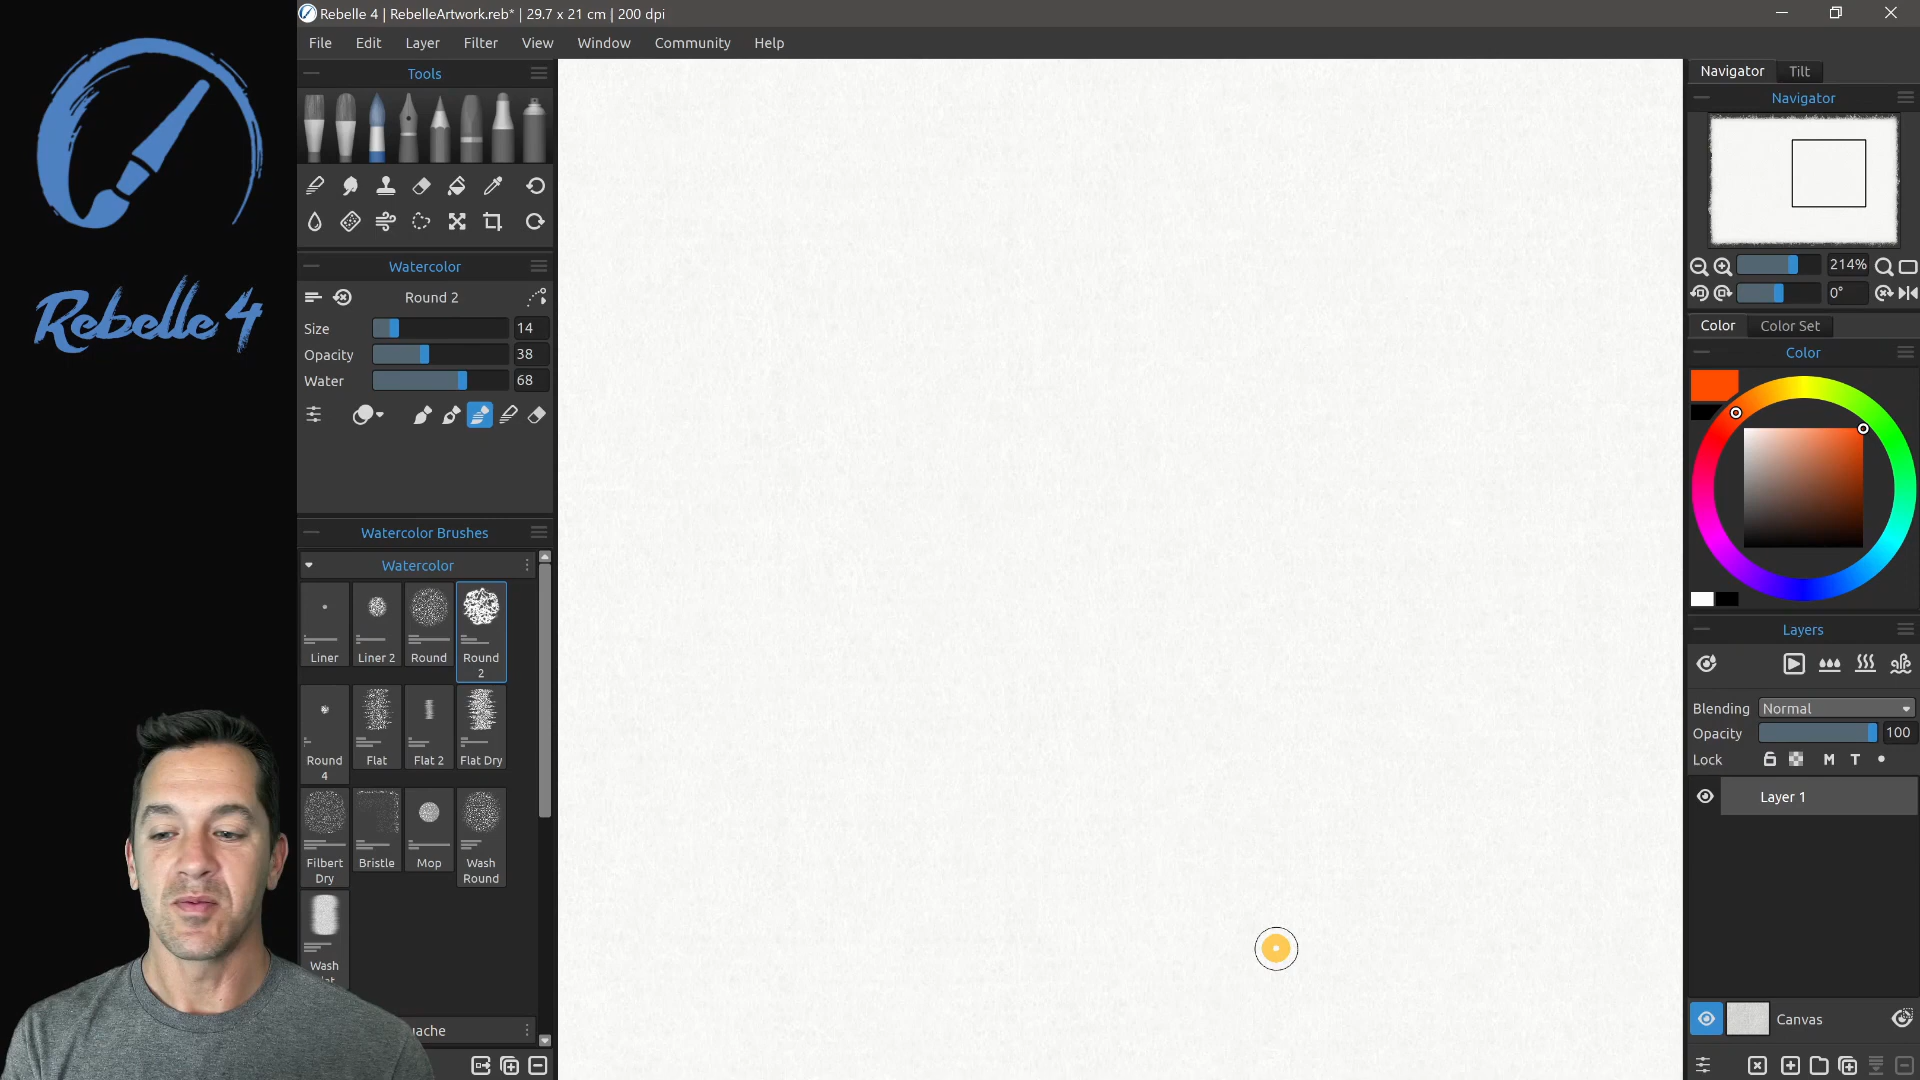 Rebelle 4 | RebelleArtwork.reb* | 29.7 x 21 cm | 200 dpi
File Edit Layer Filter View Window Community Help
Rebelle 4
Tools
Watercolor
Round 2
Size 14
Opacity 38
Water 68
Watercolor Brushes
Watercolor
Liner
Liner 2
Round
Round 2
Round 4
Flat
Flat 2
Flat Dry
Filbert Dry
Bristle
Mop
Wash Round
Wash
Navigator Tilt
Navigator
214%
0°
Color Color Set
Color
Layers
Blending Normal
Opacity 100
Lock M T
Layer 1
Canvas